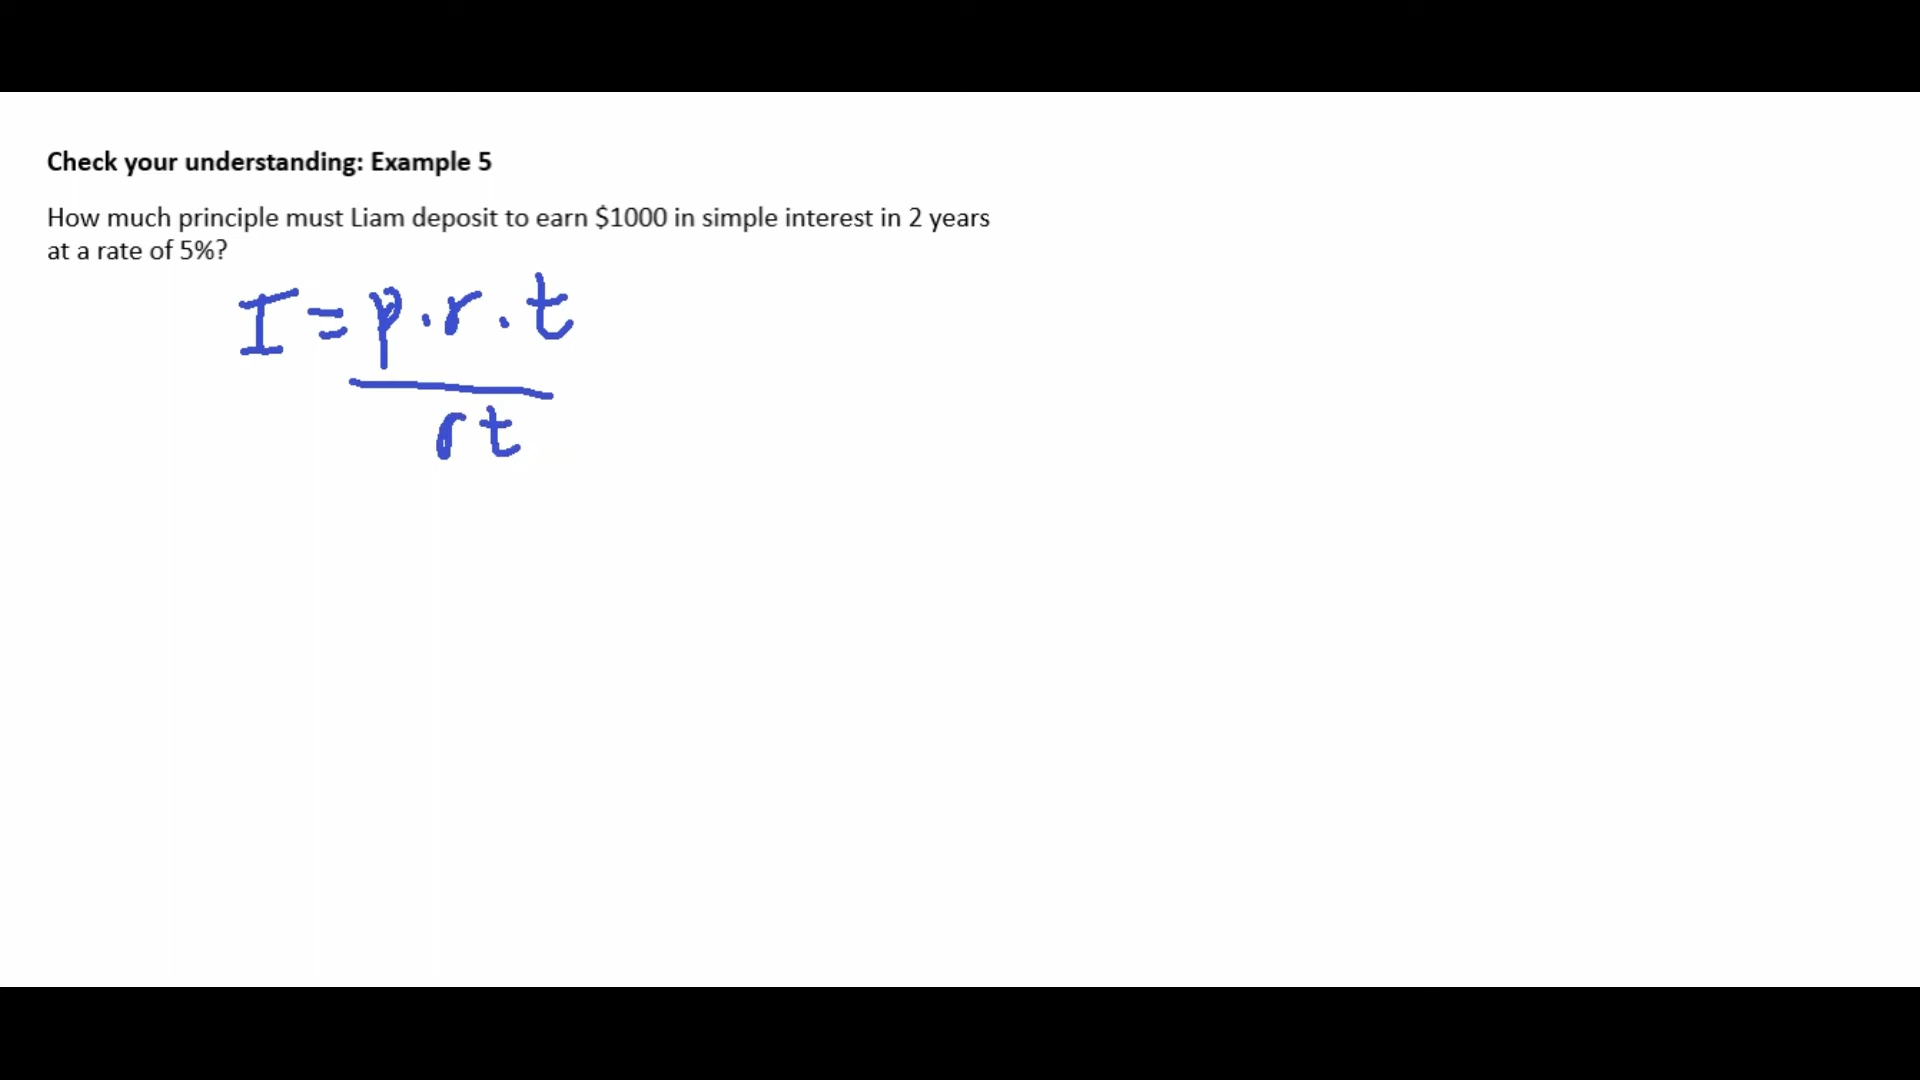 Check your understanding: Example 5
How much principle must Liam deposit to earn $1000 in simple interest in 2 years
at a rate of 5%?
I = p · r · t
rt